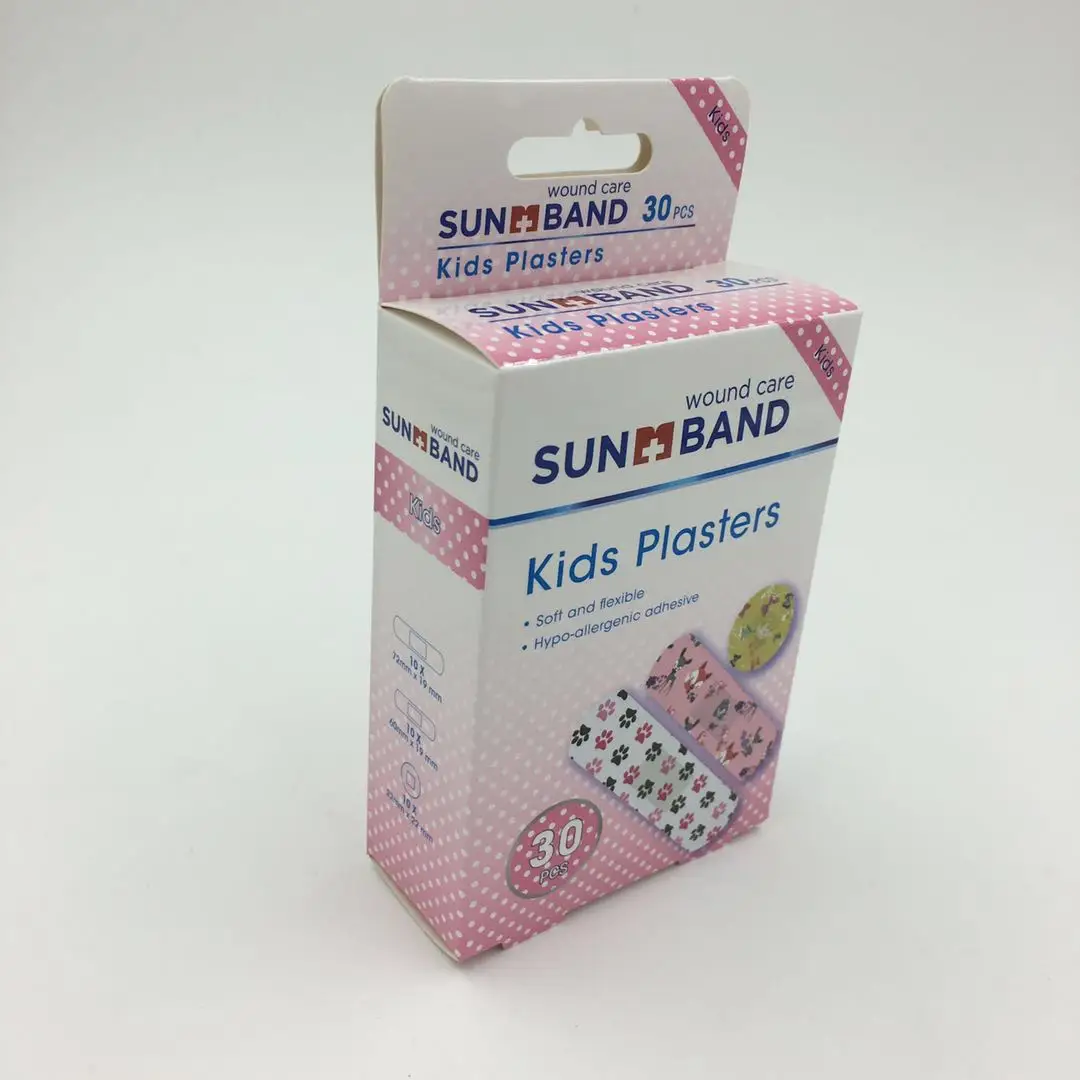 Kids
wound care
SUN BAND 30 PCS
Kids Plasters
wound care
SUN BAND 30 PCS
Kids Plasters
Kids
wound care
SUN BAND
Kids Plasters
• Soft and flexible
• Hypo-allergenic adhesive
30
PCS
wound care
SUN BAND
Kids
10 X
72mm x 19 mm
10 X
60mm x 19 mm
10 X